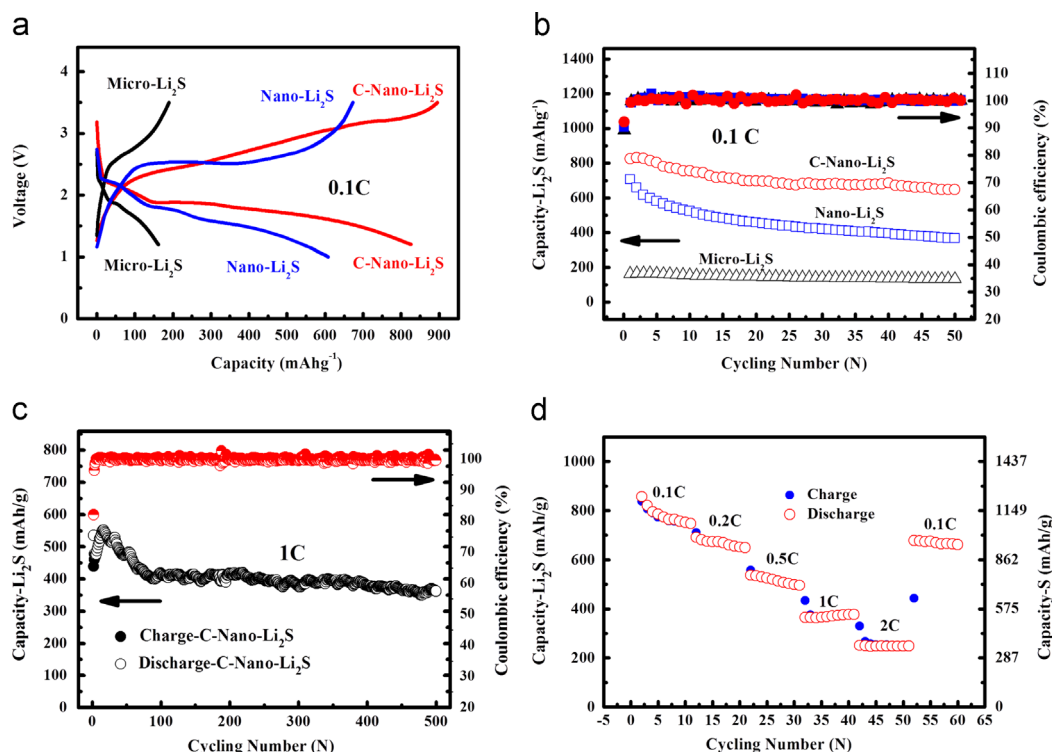 a
4
3
2
1
0
Voltage (V)
0 100 200 300 400 500 600 700 800 900
Capacity (mAhg⁻¹)
Micro-Li₂S
Nano-Li₂S
C-Nano-Li₂S
0.1C
Micro-Li₂S
Nano-Li₂S
C-Nano-Li₂S
b
1400
1200
1000
800
600
400
200
0
Capacity-Li₂S (mAhg⁻¹)
110
100
90
80
70
60
50
40
30
20
Coulombic efficiency (%)
0 5 10 15 20 25 30 35 40 45 50
Cycling Number (N)
0.1 C
C-Nano-Li₂S
Nano-Li₂S
Micro-Li₂S
c
800
700
600
500
400
300
200
100
0
Capacity-Li₂S (mAh/g)
100
90
80
70
60
50
40
30
20
Coulombic efficiency (%)
0 100 200 300 400 500
Cycling Number (N)
1C
Charge-C-Nano-Li₂S
Discharge-C-Nano-Li₂S
d
1000
800
600
400
200
0
Capacity-Li₂S (mAh/g)
1437
1149
862
575
287
0
Capacity-S (mAh/g)
-5 0 5 10 15 20 25 30 35 40 45 50 55 60 65
Cycling Number (N)
Charge
Discharge
0.1C
0.2C
0.5C
1C
2C
0.1C